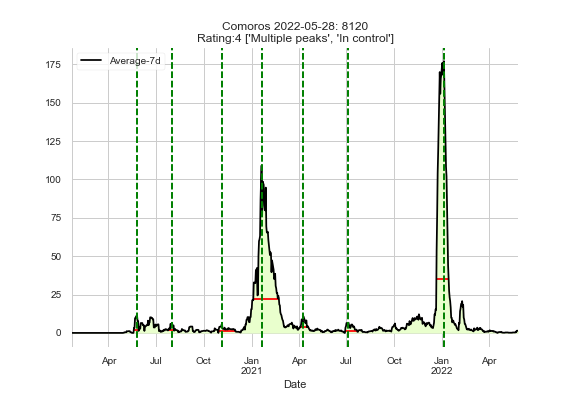 Comoros 2022-05-28: 8120
Rating:4 ['Multiple peaks', 'In control']
Average-7d
175
150
125
100
75
50
25
0
Apr Jul Oct Jan Apr Jul Oct Jan Apr
2021 2022
Date